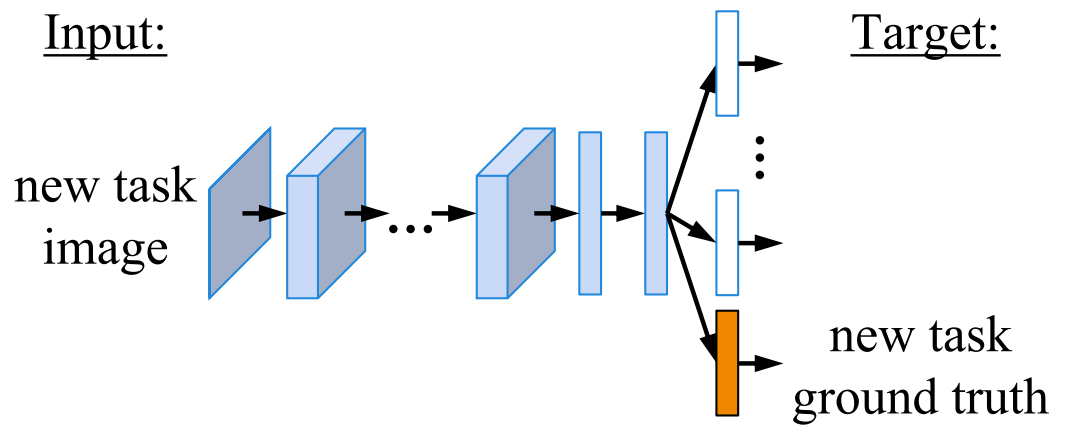 Input:
Target:
new task
image
...
new task
ground truth